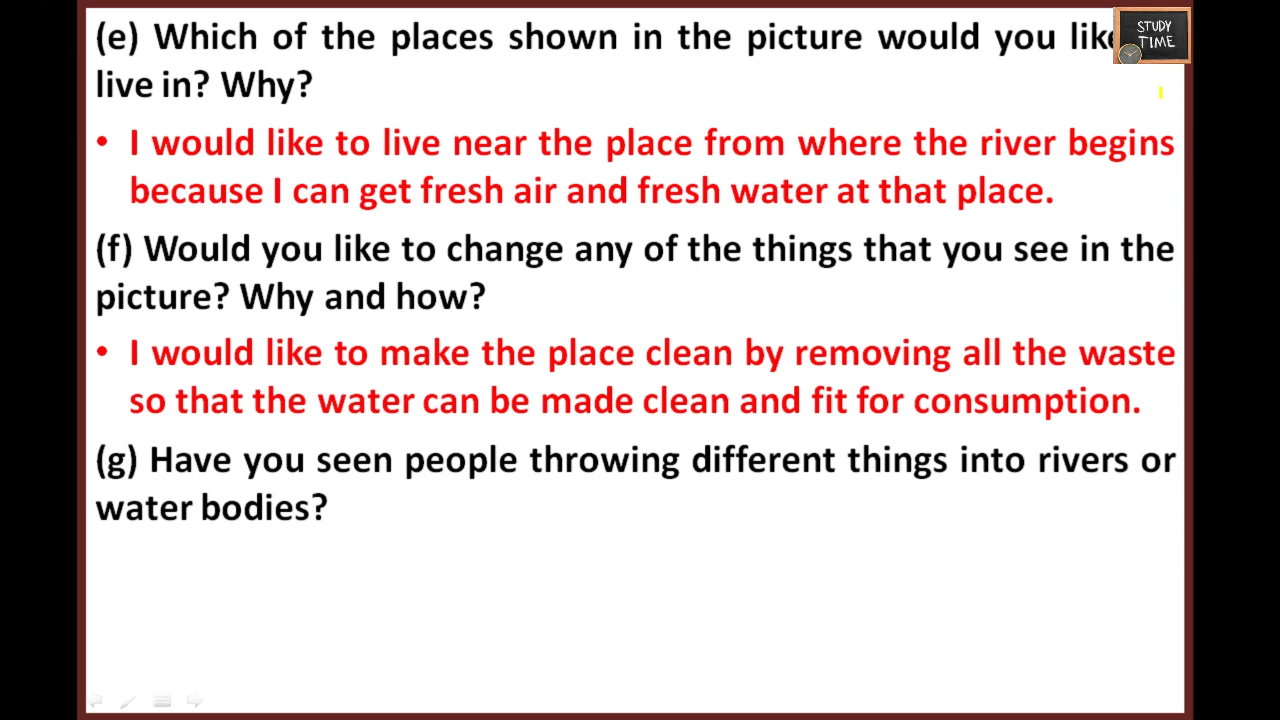 (e) Which of the places shown in the picture would you like
live in? Why?
STUDY
TIME
• I would like to live near the place from where the river begins
because I can get fresh air and fresh water at that place.
(f) Would you like to change any of the things that you see in the
picture? Why and how?
• I would like to make the place clean by removing all the waste
so that the water can be made clean and fit for consumption.
(g) Have you seen people throwing different things into rivers or
water bodies?